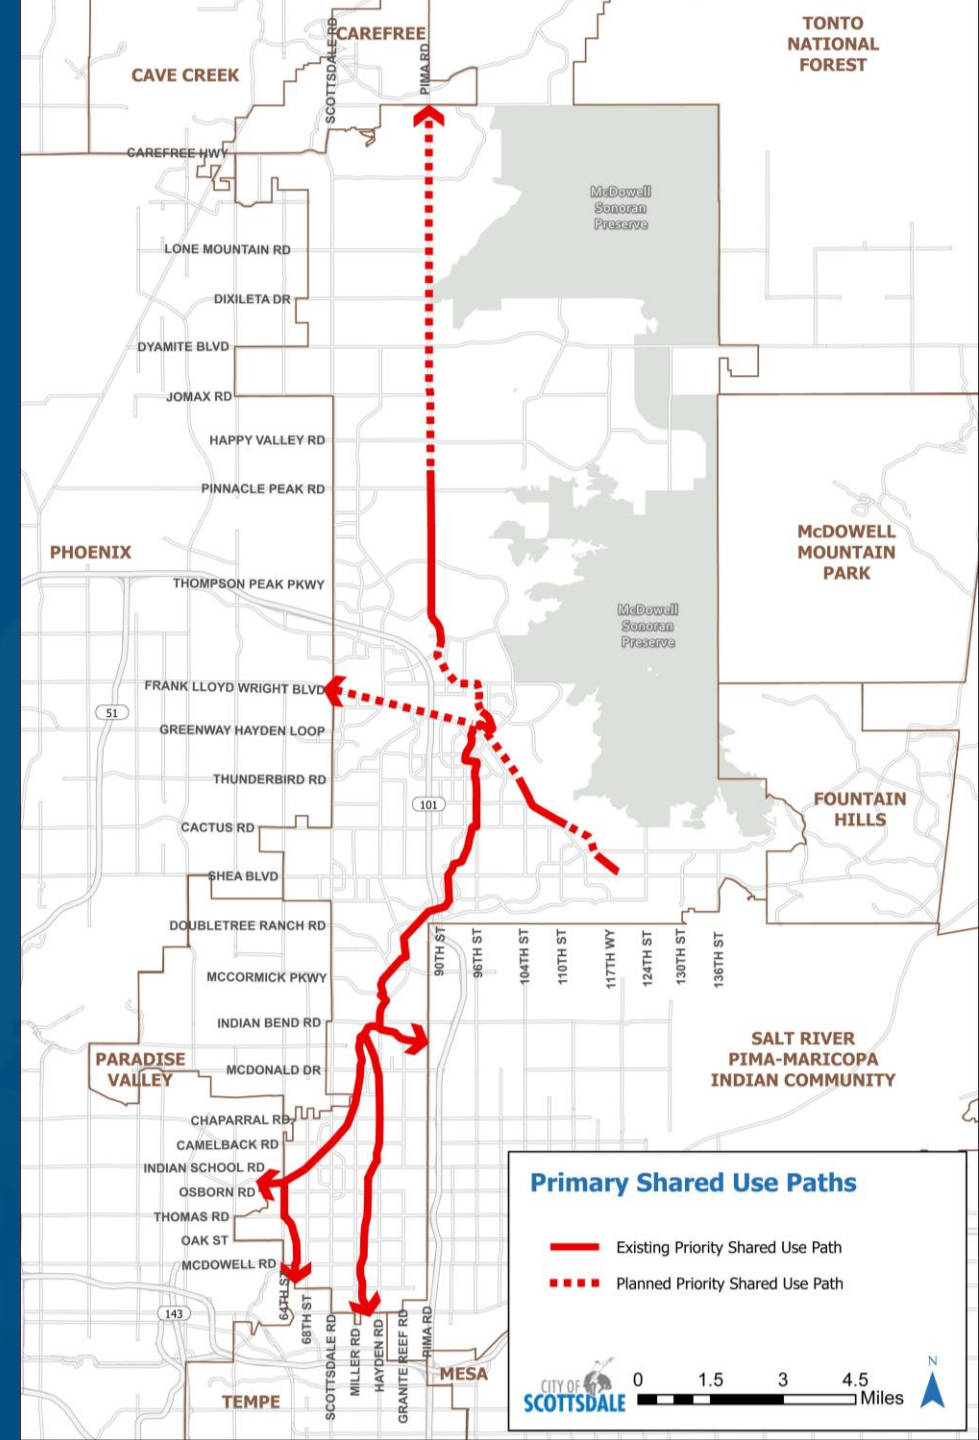 CAREFREE
TONTO
NATIONAL
FOREST
CAVE CREEK
SCOTTSDALE RD
PIMA RD
CAREFREE HWY
McDowell
Sonoran
Preserve
LONE MOUNTAIN RD
DIXILETA DR
DYAMITE BLVD
JOMAX RD
HAPPY VALLEY RD
PINNACLE PEAK RD
PHOENIX
McDOWELL
MOUNTAIN
PARK
THOMPSON PEAK PKWY
McDowell
Sonoran
Preserve
FRANK LLOYD WRIGHT BLVD
51
GREENWAY HAYDEN LOOP
THUNDERBIRD RD
101
FOUNTAIN
HILLS
CACTUS RD
SHEA BLVD
DOUBLETREE RANCH RD
90TH ST
96TH ST
104TH ST
110TH ST
117TH WY
124TH ST
130TH ST
136TH ST
MCCORMICK PKWY
INDIAN BEND RD
PARADISE
VALLEY
MCDONALD DR
SALT RIVER
PIMA-MARICOPA
INDIAN COMMUNITY
CHAPARRAL RD
CAMELBACK RD
INDIAN SCHOOL RD
OSBORN RD
THOMAS RD
OAK ST
MCDOWELL RD
143
64TH ST
68TH ST
SCOTTSDALE RD
MILLER RD
HAYDEN RD
GRANITE REEF RD
PIMA RD
TEMPE
MESA
Primary Shared Use Paths
Existing Priority Shared Use Path
Planned Priority Shared Use Path
CITY OF
SCOTTSDALE
0 1.5 3 4.5
Miles
N